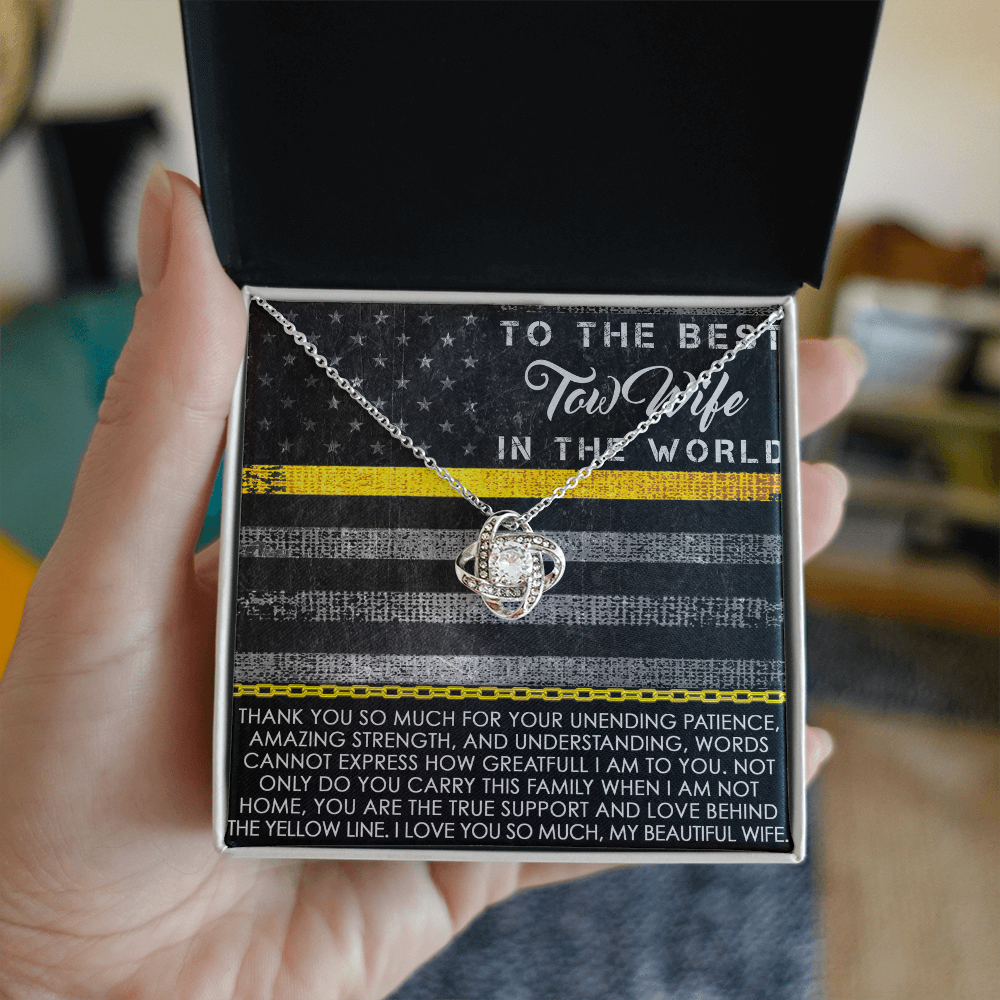 TO THE BEST
Tow Wife
IN THE WORLD
THANK YOU SO MUCH FOR YOUR UNENDING PATIENCE,
AMAZING STRENGTH, AND UNDERSTANDING, WORDS
CANNOT EXPRESS HOW GREATFULL I AM TO YOU. NOT
ONLY DO YOU CARRY THIS FAMILY WHEN I AM NOT
HOME, YOU ARE THE TRUE SUPPORT AND LOVE BEHIND
THE YELLOW LINE. I LOVE YOU SO MUCH, MY BEAUTIFUL WIFE.